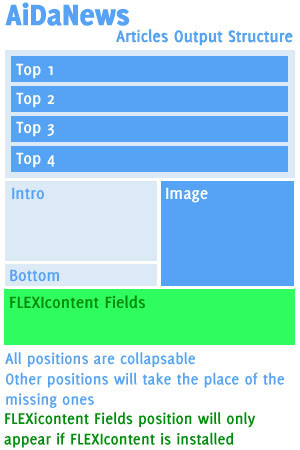 AiDaNews
Articles Output Structure
Top 1
Top 2
Top 3
Top 4
Intro
Image
Bottom
FLEXIcontent Fields
All positions are collapsable
Other positions will take the place of the
missing ones
FLEXicontent Fields position will only
appear if FLEXIcontent is installed